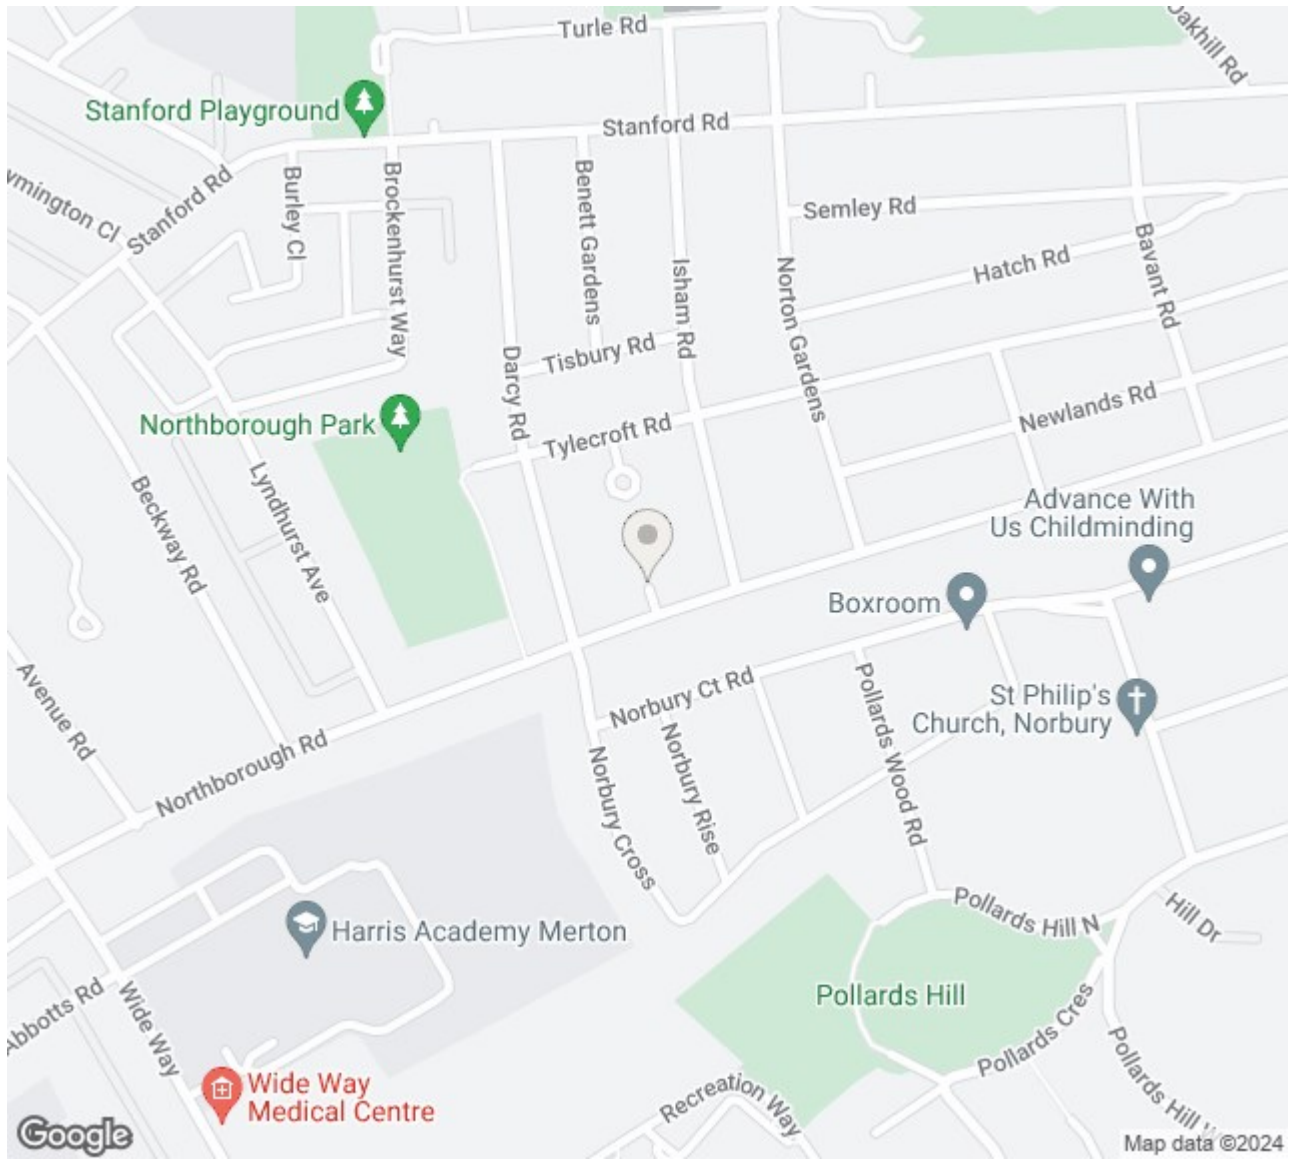 Turle Rd
Oakhill Rd
Stanford Playground
Stanford Rd
Burley Cl
Brockenhurst Way
Benett Gardens
Stanford Rd
Semley Rd
Hatch Rd
Isham Rd
Norton Gardens
Bavant Rd
Tisbury Rd
Darcy Rd
Northborough Park
Tylecroft Rd
Newlands Rd
Lyndhurst Ave
Beckway Rd
Advance With
Us Childminding
Boxroom
Avenue Rd
Norbury Ct Rd
St Philip's
Church, Norbury
Pollards Wood Rd
Northborough Rd
Norbury Cross
Norbury Rise
Harris Academy Merton
Pollards Hill N
Hill Dr
Pollards Hill
Abbotts Rd
Wide Way
Pollards Cres
Pollards Hill
Wide Way
Medical Centre
Recreation Way
Google
Map data ©2024